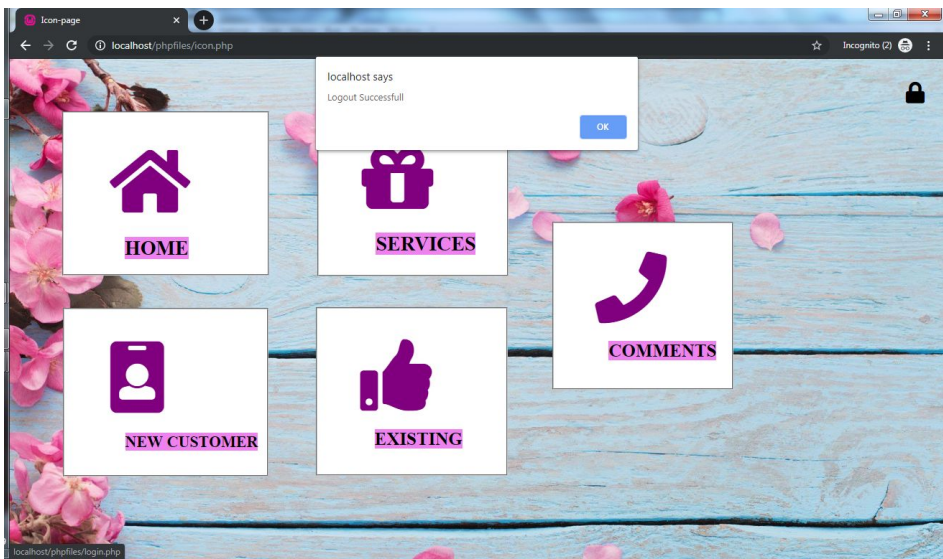 Icon-page
localhost/phpfiles/icon.php
Incognito (2)
localhost says
Logout Successfull
OK
HOME
SERVICES
COMMENTS
NEW CUSTOMER
EXISTING
localhost/phpfiles/login.php